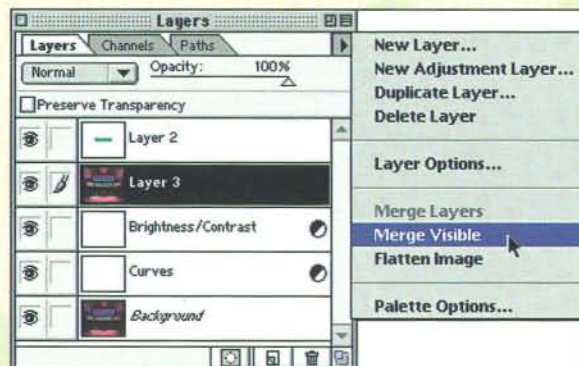 Layers
Layers Channels Paths
Normal Opacity: 100%
Preserve Transparency
Layer 2
Layer 3
Brightness/Contrast
Curves
Background
New Layer...
New Adjustment Layer...
Duplicate Layer...
Delete Layer
Layer Options...
Merge Layers
Merge Visible
Flatten Image
Palette Options...